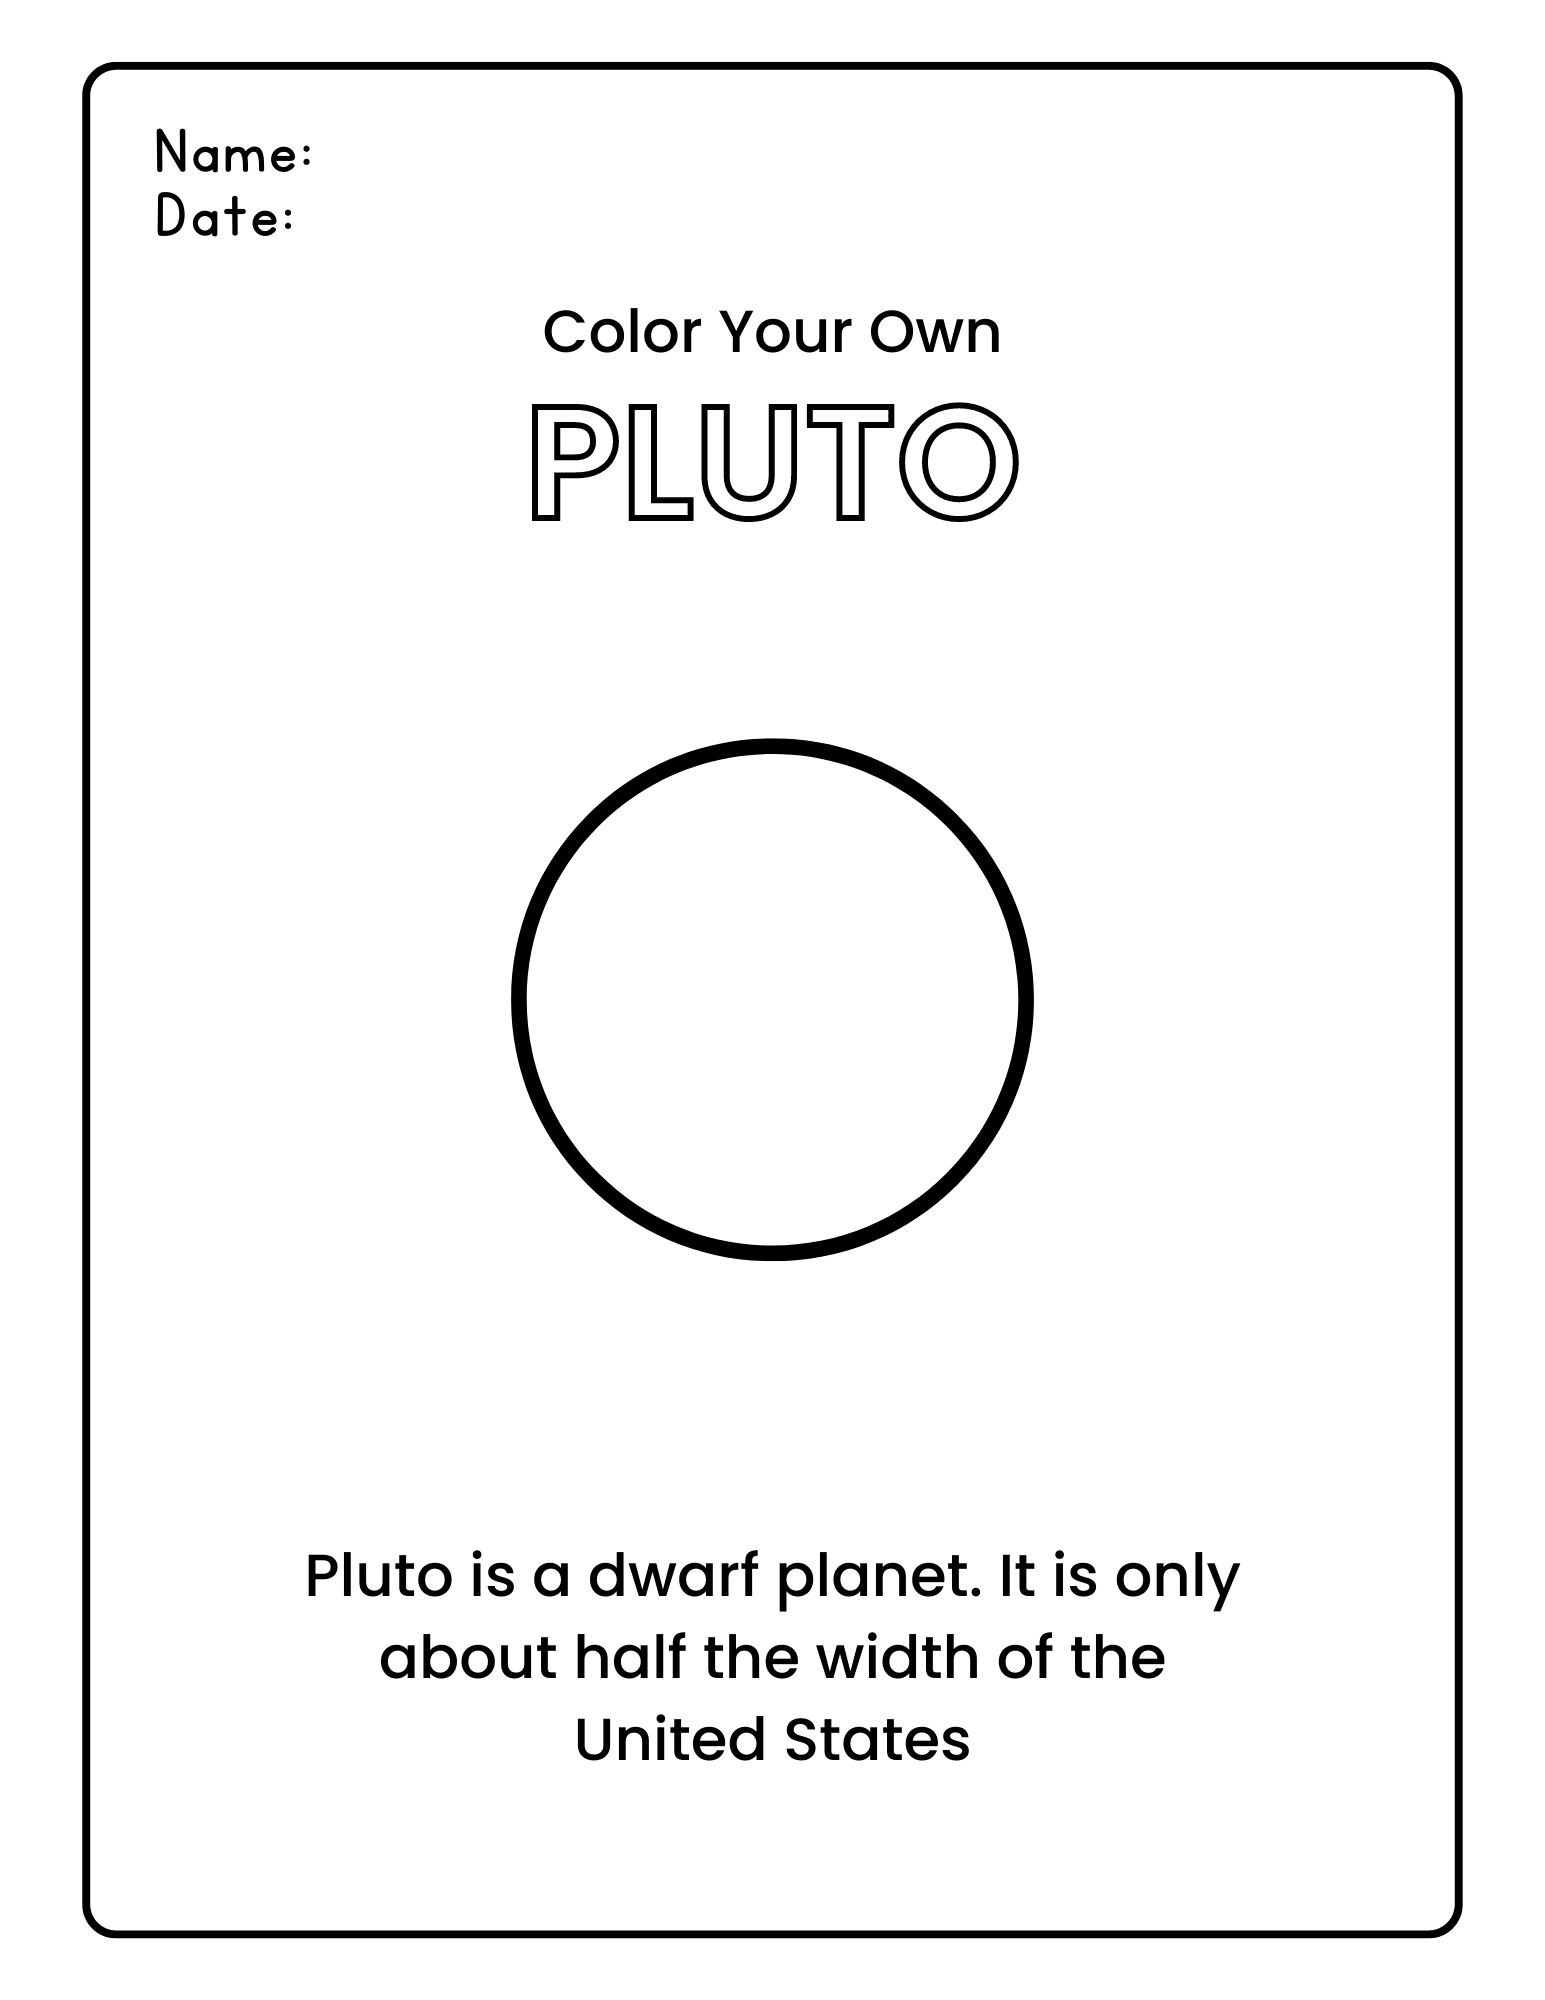 Name:
Date:
Color Your Own
PLUTO
Pluto is a dwarf planet. It is only
about half the width of the
United States